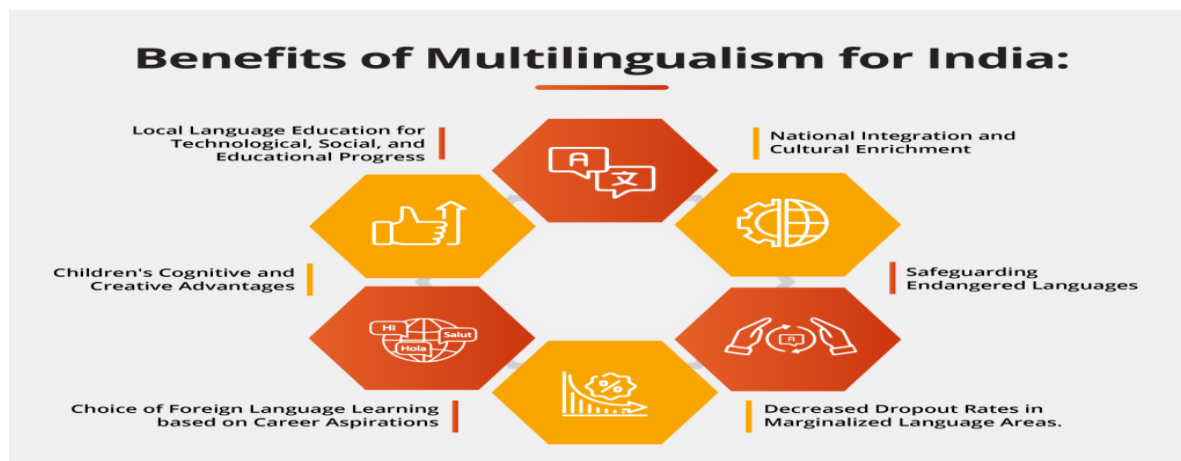 Benefits of Multilingualism for India:
Local Language Education for
Technological, Social, and
Educational Progress
National Integration and
Cultural Enrichment
A
文
Children's Cognitive and
Creative Advantages
Safeguarding
Endangered Languages
Hi
Salut
Hola
A
%
Choice of Foreign Language Learning
based on Career Aspirations
Decreased Dropout Rates in
Marginalized Language Areas.